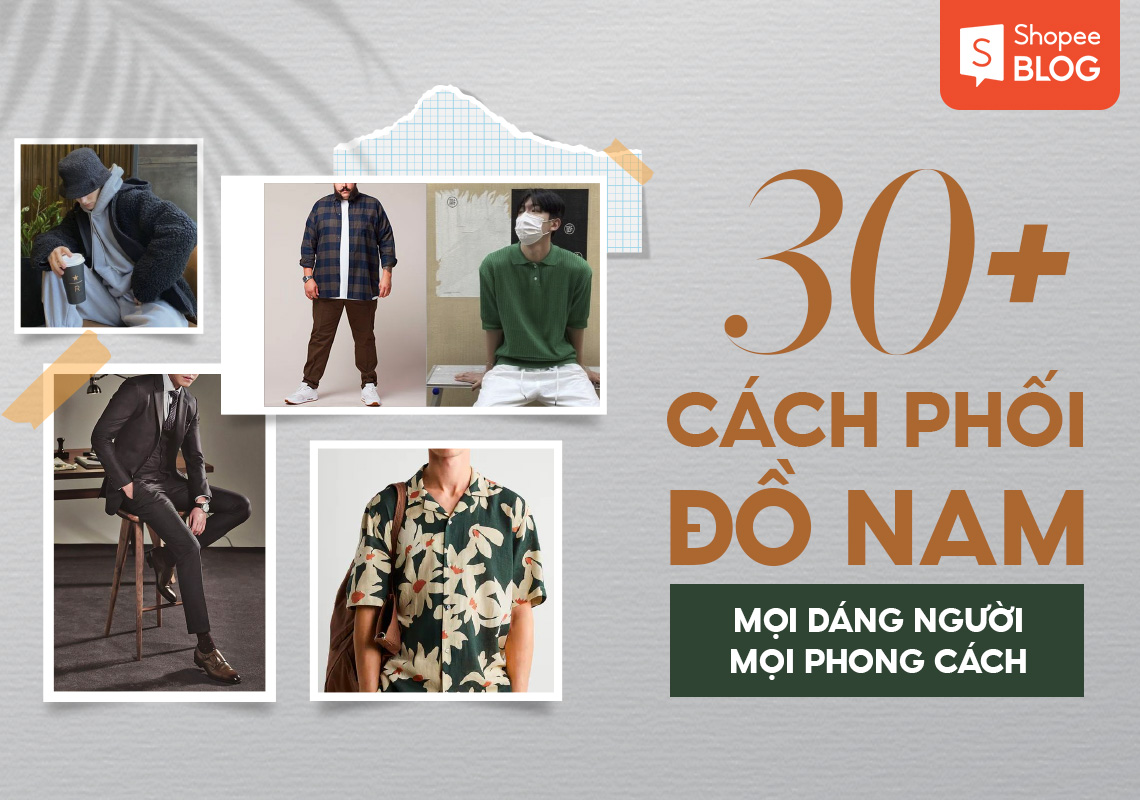 Shopee
BLOG
30+
CÁCH PHỐI
ĐỒ NAM
MỌI DÁNG NGƯỜI
MỌI PHONG CÁCH